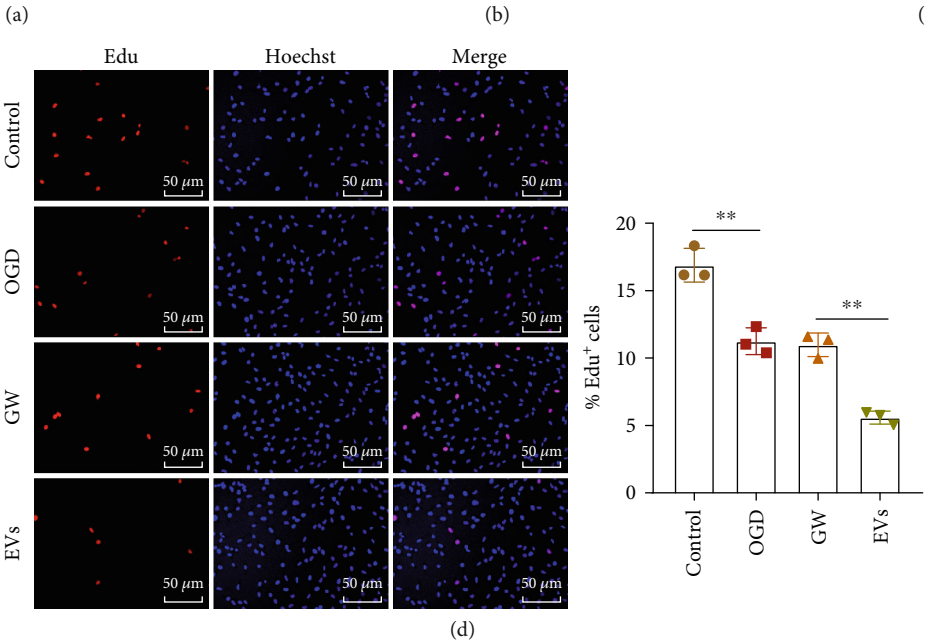 (a)
(b)
(
Edu Hoechst Merge
Control
50 μm 50 μm 50 μm
OGD
50 μm 50 μm 50 μm
GW
50 μm 50 μm 50 μm
EVs
50 μm 50 μm 50 μm
% Edu⁺ cells
20
15
10
5
0
**
**
Control
OGD
GW
EVs
(d)